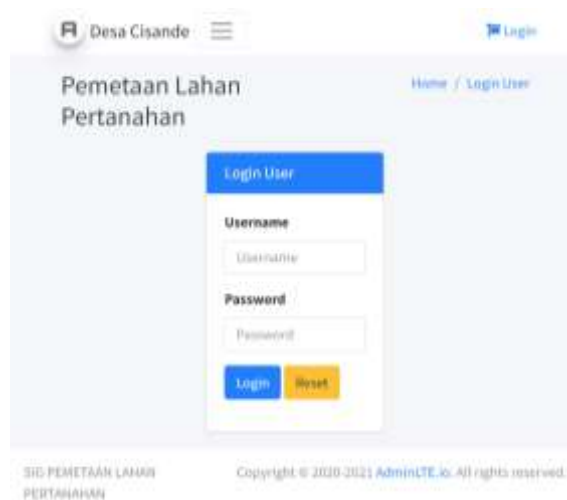 Desa Cisande
Login
Pemetaan Lahan
Pertanahan
Home / Login User
Login User
Username
Username
Password
Password
Login Reset
SIG PEMETAAN LAHAN
PERTANAHAN
Copyright © 2020-2021 AdminLTE.io. All rights reserved.